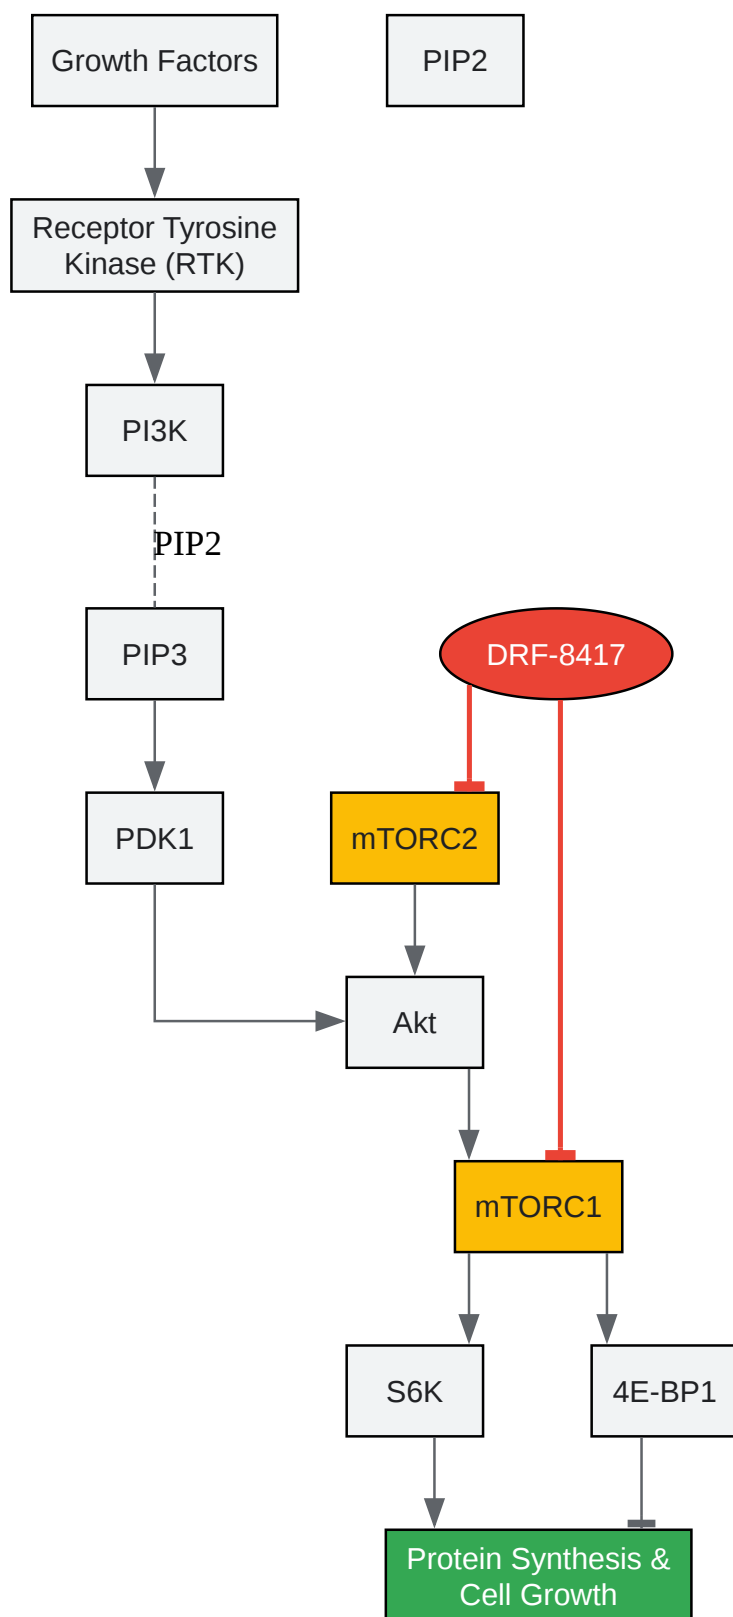 Growth Factors
PIP2
Receptor Tyrosine
Kinase (RTK)
PI3K
PIP2
PIP3
DRF-8417
PDK1
mTORC2
Akt
mTORC1
S6K
4E-BP1
Protein Synthesis &
Cell Growth